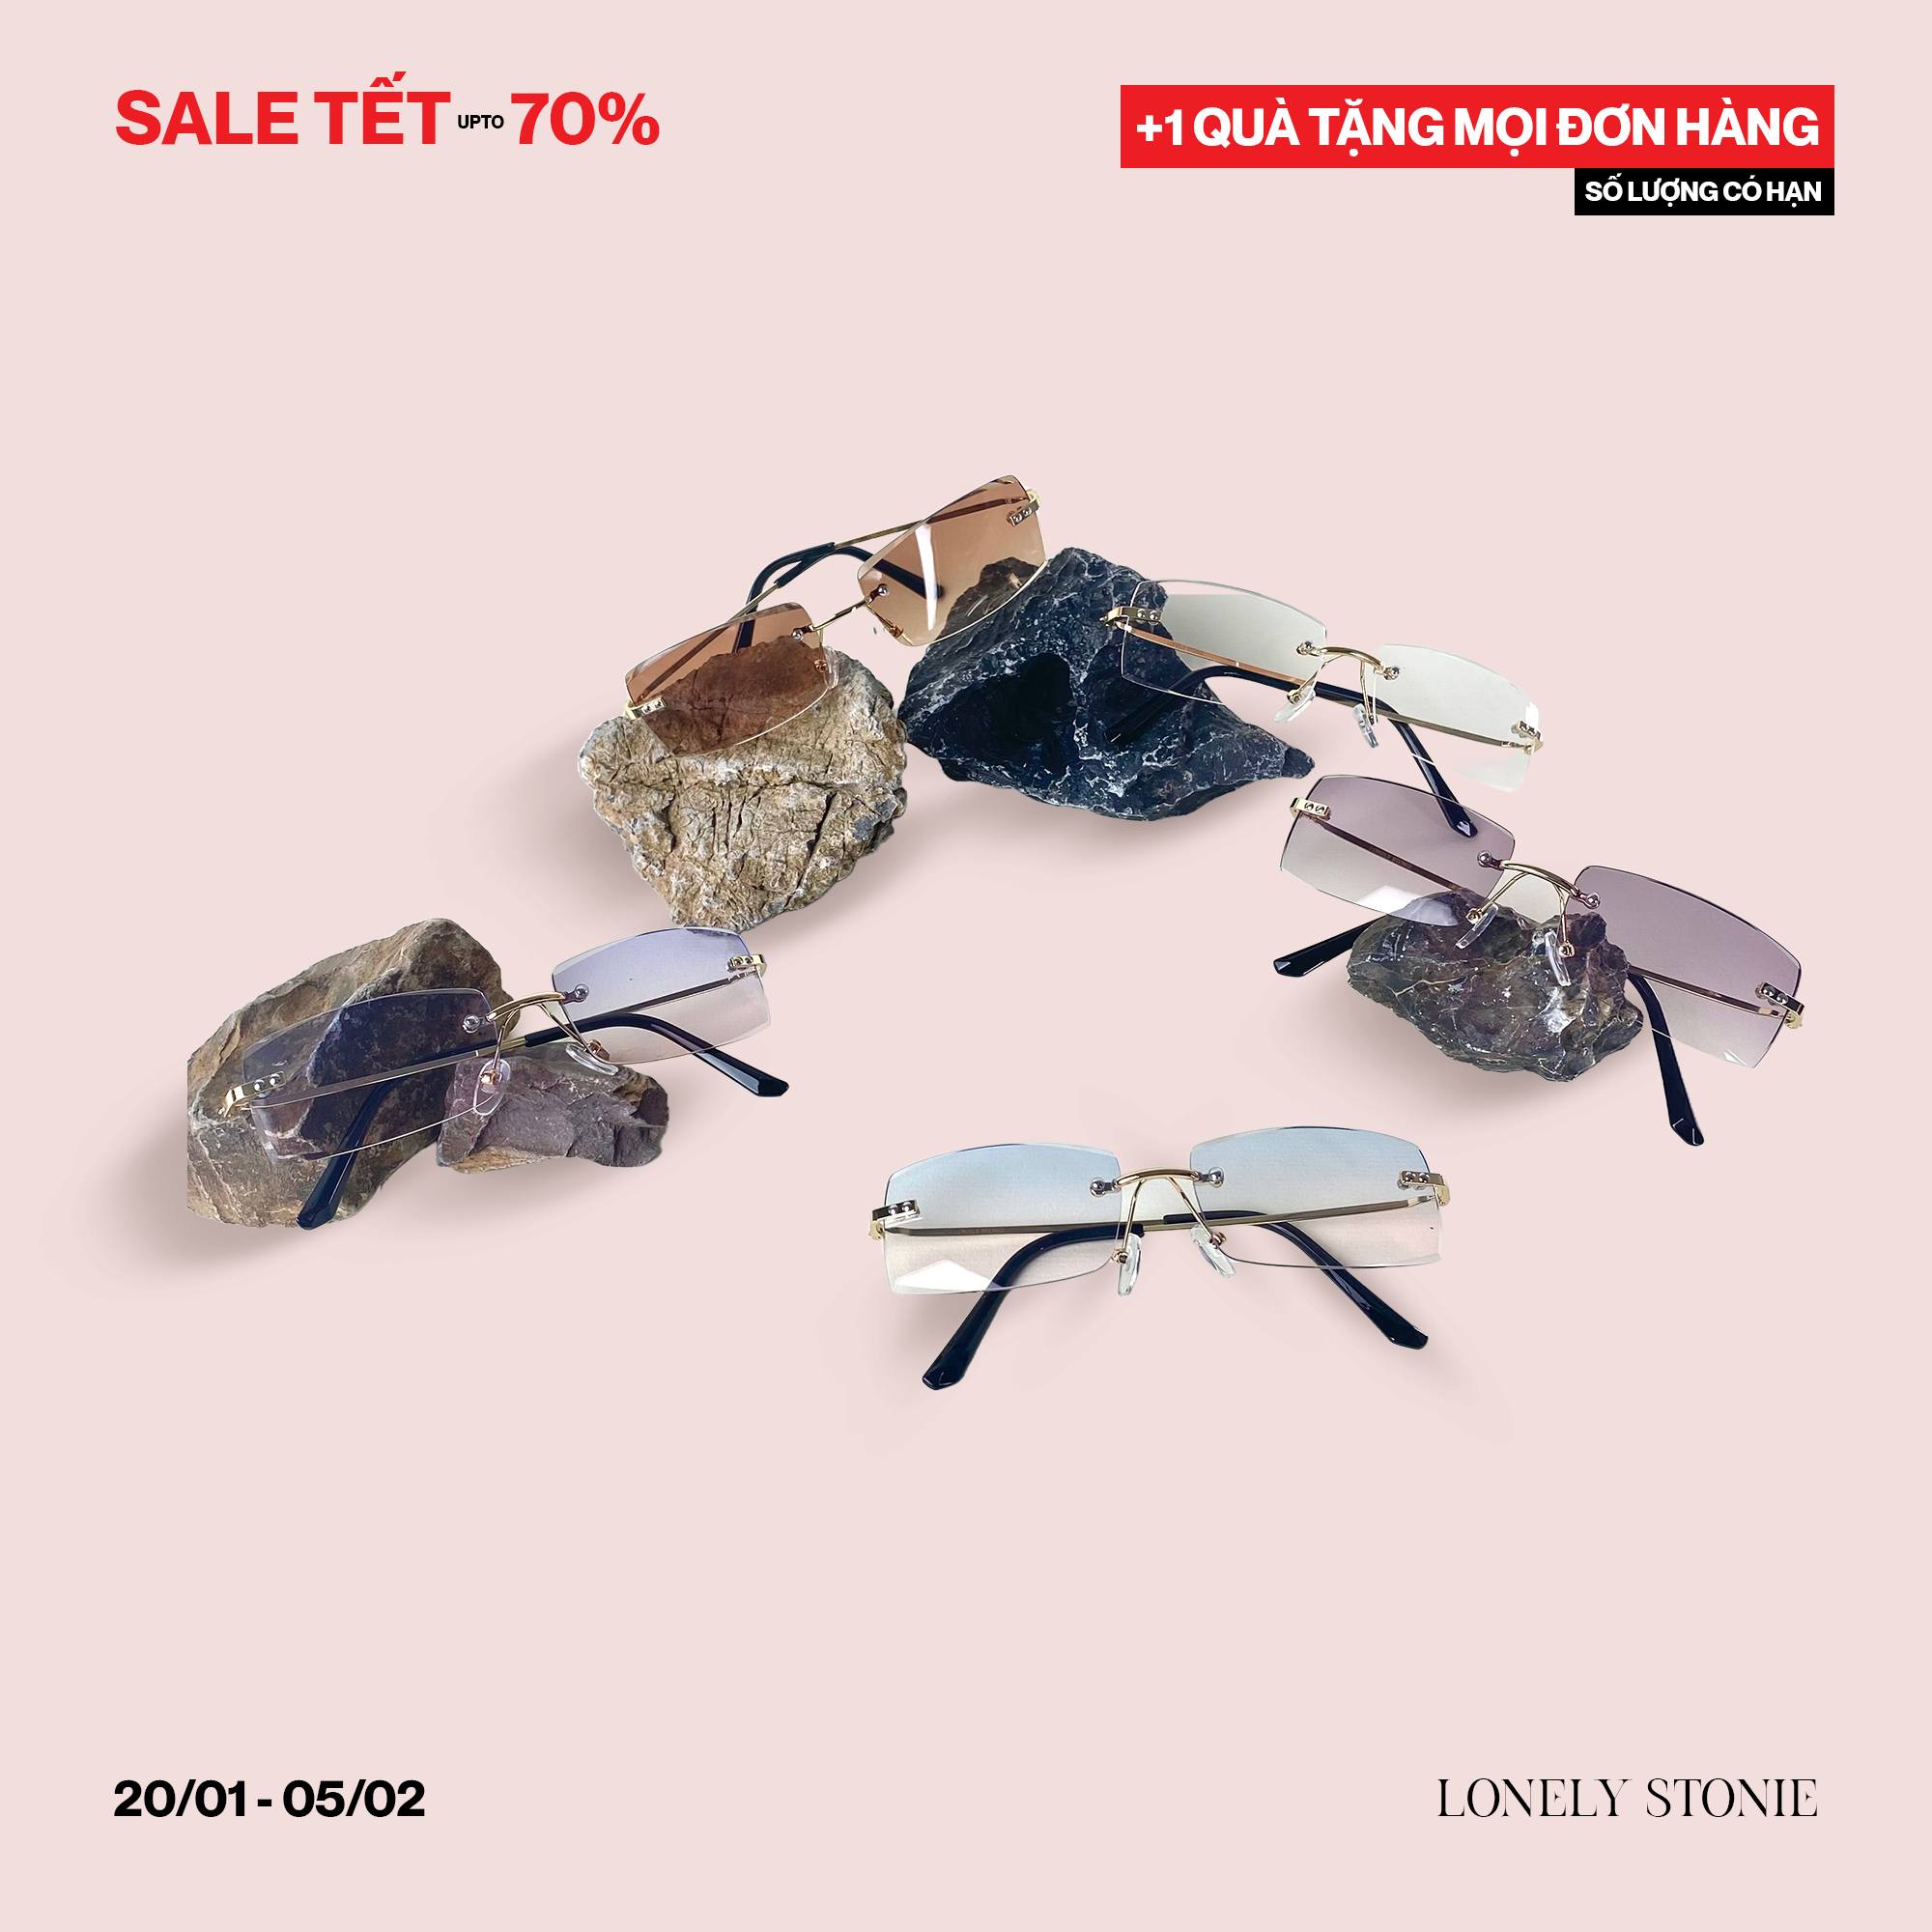 SALE TẾT UPTO 70%
+1 QUÀ TẶNG MỌI ĐƠN HÀNG
SỐ LƯỢNG CÓ HẠN
20/01 - 05/02
LONELY STONIE